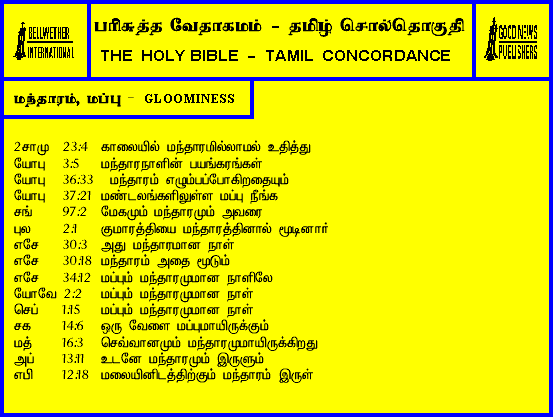 BELLWETHER
INTERNATIONAL
பரிசுத்த வேதாகமம் - தமிழ் சொல்தொகுதி
THE HOLY BIBLE - TAMIL CONCORDANCE
GOOD NEWS
PUBLISHERS
மந்தாரம், மப்பு - GLOOMINESS
2சாமு 23:4 காலையில் மந்தாரமில்லாமல் உதித்து
யோபு 3:5 மந்தாரநாளின் பயங்கரங்கள்
யோபு 36:33 மந்தாரம் எழும்பப்போகிறதையும்
யோபு 37:21 மண்டலங்களிலுள்ள மப்பு நீங்க
சங் 97:2 மேகமும் மந்தாரமும் அவரை
புல 2:1 குமாரத்தியை மந்தாரத்தினால் மூடினார்
எசே 30:3 அது மந்தாரமான நாள்
எசே 30:18 மந்தாரம் அதை மூடும்
எசே 34:12 மப்பும் மந்தாரமுமான நாளிலே
யோவே 2:2 மப்பும் மந்தாரமுமான நாள்
செப் 1:15 மப்பும் மந்தாரமுமான நாள்
சக 14:6 ஒரு வேளை மப்புமாயிருக்கும்
மத் 16:3 செவ்வானமும் மந்தாரமுமாயிருக்கிறது
அப் 13:11 உடனே மந்தாரமும் இருளும்
எபி 12:18 மலையினிடத்திற்கும் மந்தாரம் இருள்